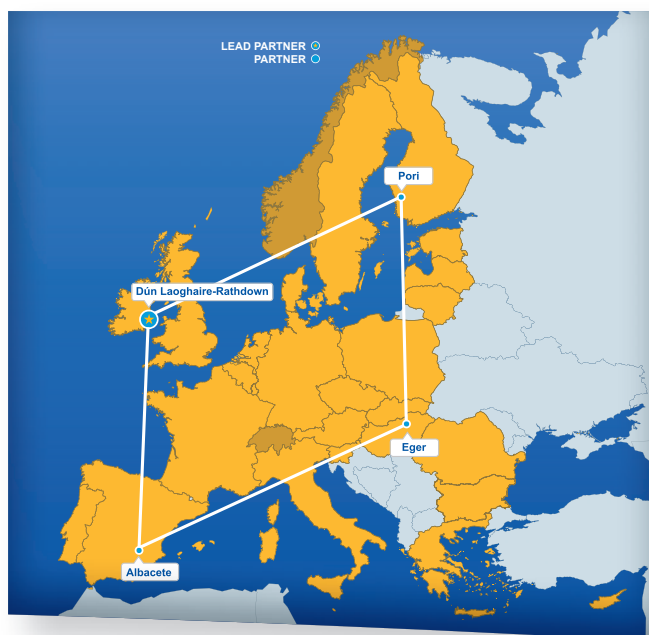 LEAD PARTNER
PARTNER
Pori
Dún Laoghaire-Rathdown
Eger
Albacete